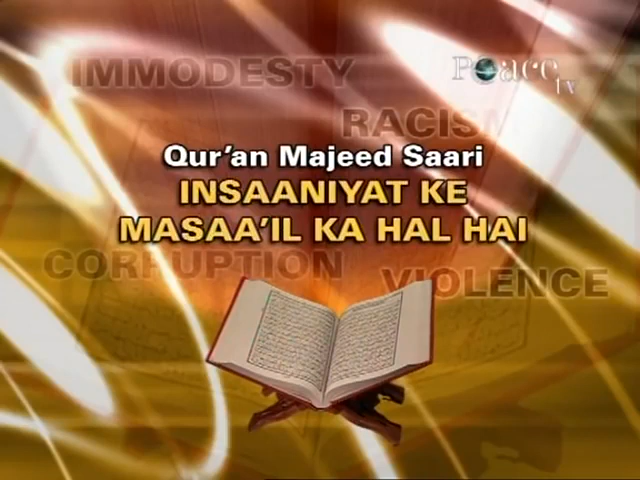 IMMODESTY
Peace tv
RACISM
Qur'an Majeed Saari
INSAANIYAT KE
MASAA'IL KA HAL HAI
CORRUPTION
VIOLENCE